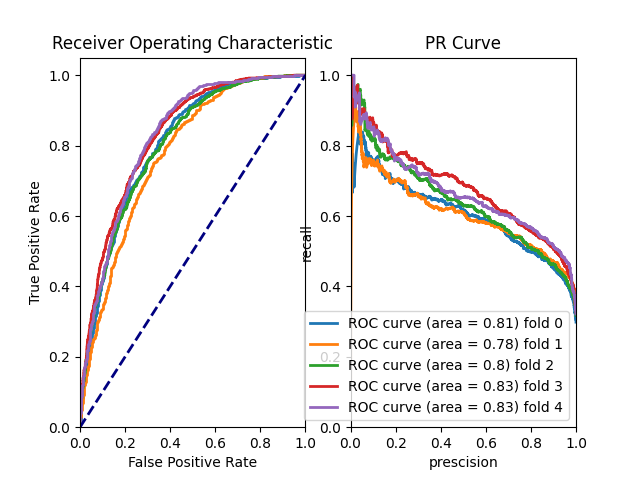 Receiver Operating Characteristic
PR Curve
1.0
0.8
0.6
0.4
0.2
0.0
True Positive Rate
0.0 0.2 0.4 0.6 0.8 1.0
False Positive Rate
1.0
0.8
0.6
0.4
0.2
0.0
recall
0.0 0.2 0.4 0.6 0.8 1.0
prescision
ROC curve (area = 0.81) fold 0
ROC curve (area = 0.78) fold 1
ROC curve (area = 0.8) fold 2
ROC curve (area = 0.83) fold 3
ROC curve (area = 0.83) fold 4